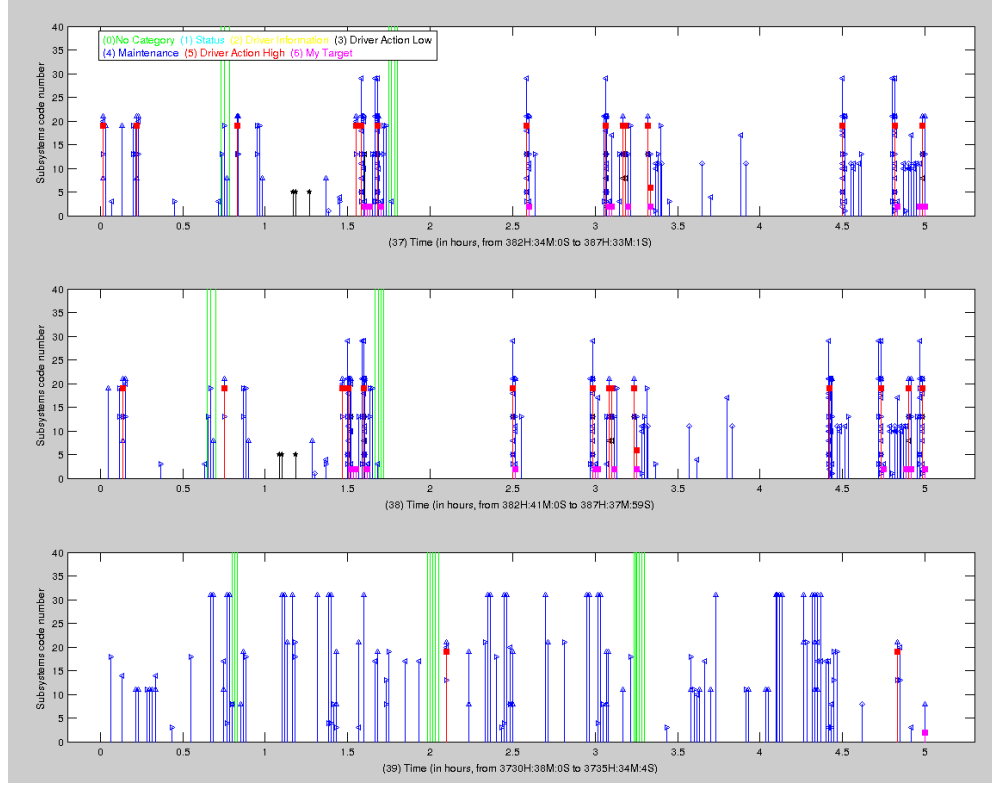 40
(0)No Category (1) Status (2) Driver Information (3) Driver Action Low
(4) Maintenance (5) Driver Action High (6) My Target
35
30
25
20
15
10
5
0
Subsystems code number
0 0.5 1 1.5 2 2.5 3 3.5 4 4.5 5
(37) Time (in hours, from 382H:34M:0S to 387H:33M:1S)
40
35
30
25
20
15
10
5
0
Subsystems code number
0 0.5 1 1.5 2 2.5 3 3.5 4 4.5 5
(38) Time (in hours, from 382H:41M:0S to 387H:37M:59S)
40
35
30
25
20
15
10
5
0
Subsystems code number
0 0.5 1 1.5 2 2.5 3 3.5 4 4.5 5
(39) Time (in hours, from 3730H:38M:0S to 3735H:34M:4S)